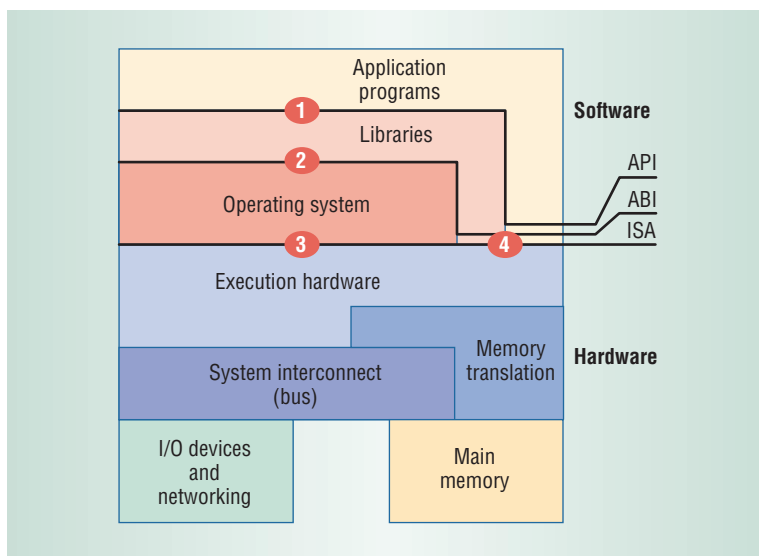 Application
programs
1
Software
Libraries
API
2
ABI
Operating system
ISA
3
4
Execution hardware
Memory
translation
Hardware
System interconnect
(bus)
I/O devices
and
networking
Main
memory